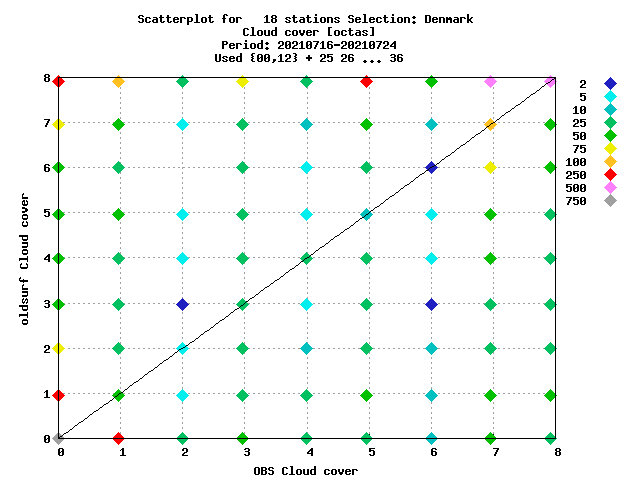 Scatterplot for   18 stations Selection: Denmark
Cloud cover [octas]
Period: 20210716-20210724
Used {00,12} + 25 26 ... 36
8
7
6
5
4
3
2
1
0
oldsurf Cloud cover
0 1 2 3 4 5 6 7 8
OBS Cloud cover
2
5
10
25
50
75
100
250
500
750